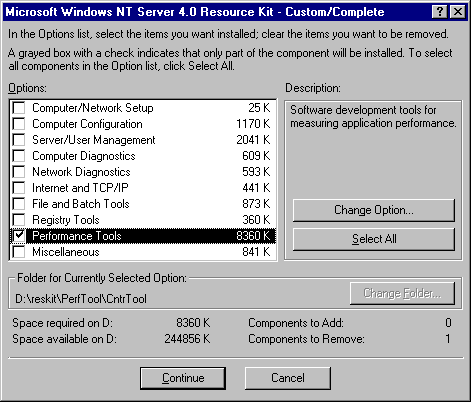 Microsoft Windows NT Server 4.0 Resource Kit - Custom/Complete
In the Options list, select the items you want installed; clear the items you want to be removed.
A grayed box with a check indicates that only part of the component will be installed. To select
all components in the Option list, click Select All.
Options:
Computer/Network Setup 25 K
Computer Configuration 1170 K
Server/User Management 2041 K
Computer Diagnostics 609 K
Network Diagnostics 593 K
Internet and TCP/IP 441 K
File and Batch Tools 873 K
Registry Tools 360 K
Performance Tools 8360 K
Miscellaneous 841 K
Description:
Software development tools for
measuring application performance.
Change Option...
Select All
Folder for Currently Selected Option:
D:\reskit\PerfTool\CntrTool
Change Folder...
Space required on D: 8360 K
Space available on D: 244856 K
Components to Add: 0
Components to Remove: 1
Continue
Cancel